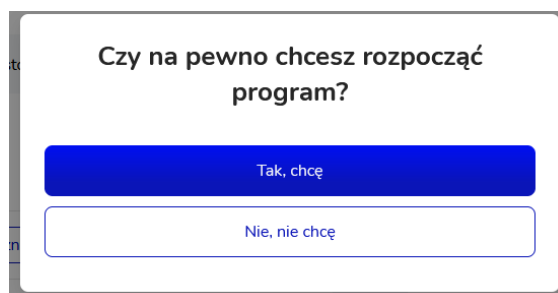 Czy na pewno chcesz rozpocząć
program?
Tak, chcę
Nie, nie chcę